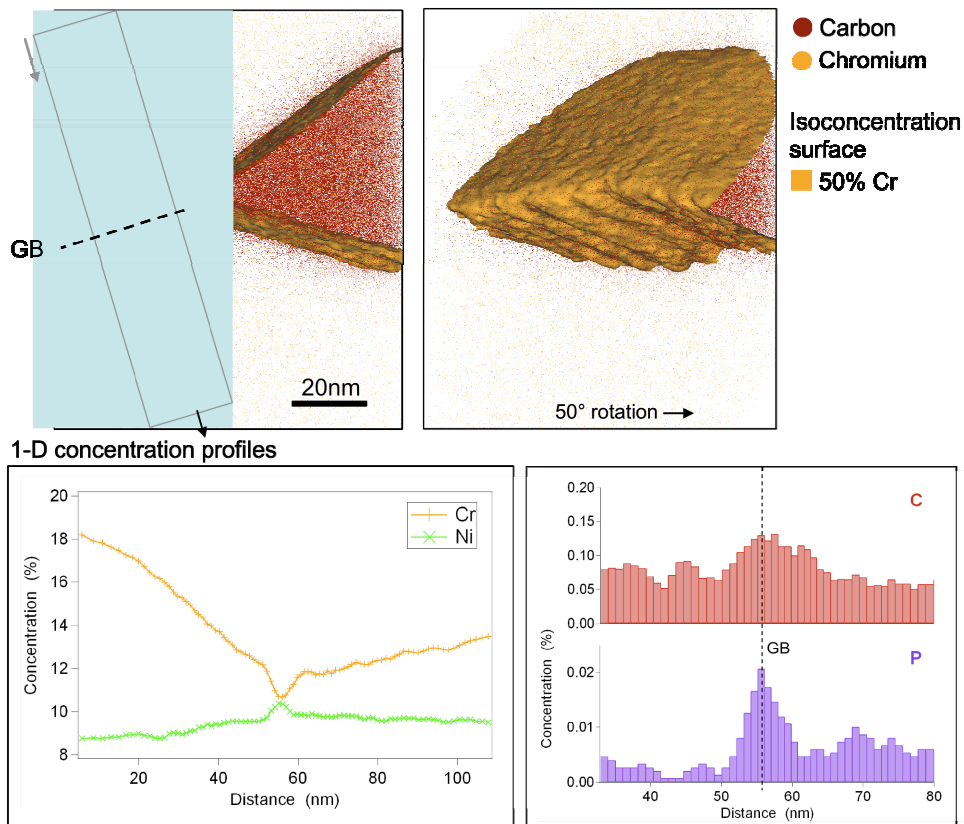 Carbon
Chromium
Isoconcentration
surface
50% Cr
GB
20nm
50° rotation
1-D concentration profiles
20
18
16
14
12
10
8
Concentration (%)
Cr
Ni
20
40
60
80
100
Distance (nm)
0.20
0.15
0.10
0.05
0.00
C
GB
P
0.02
0.01
0.00
Concentration (%)
40
50
60
70
80
Distance (nm)